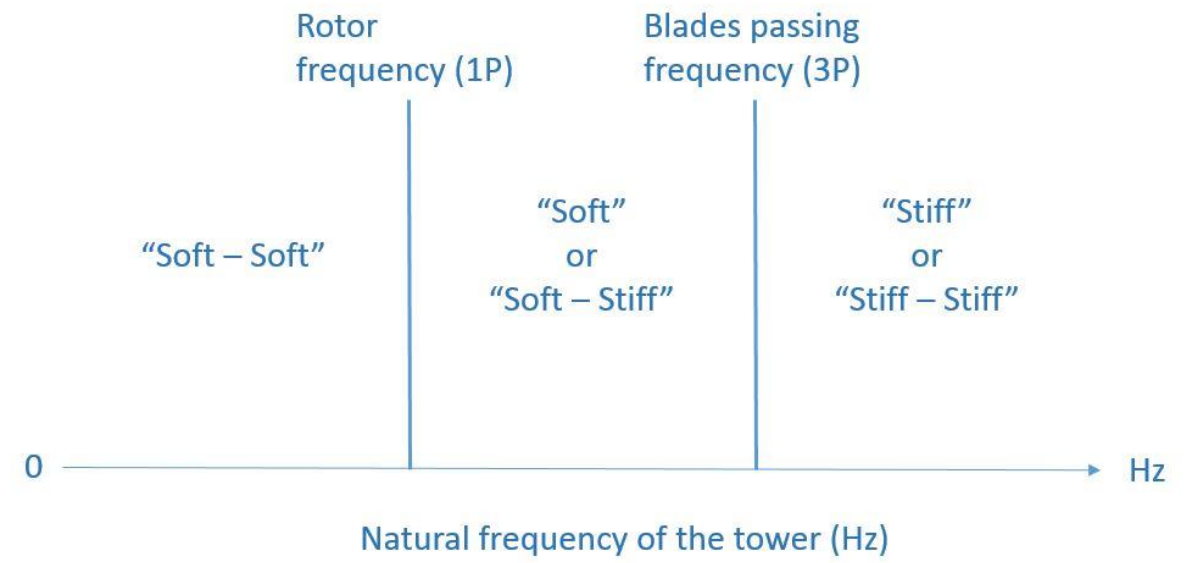 Rotor
frequency (1P)
Blades passing
frequency (3P)
“Soft – Soft”
“Soft”
or
“Soft – Stiff”
“Stiff”
or
“Stiff – Stiff”
0
Hz
Natural frequency of the tower (Hz)